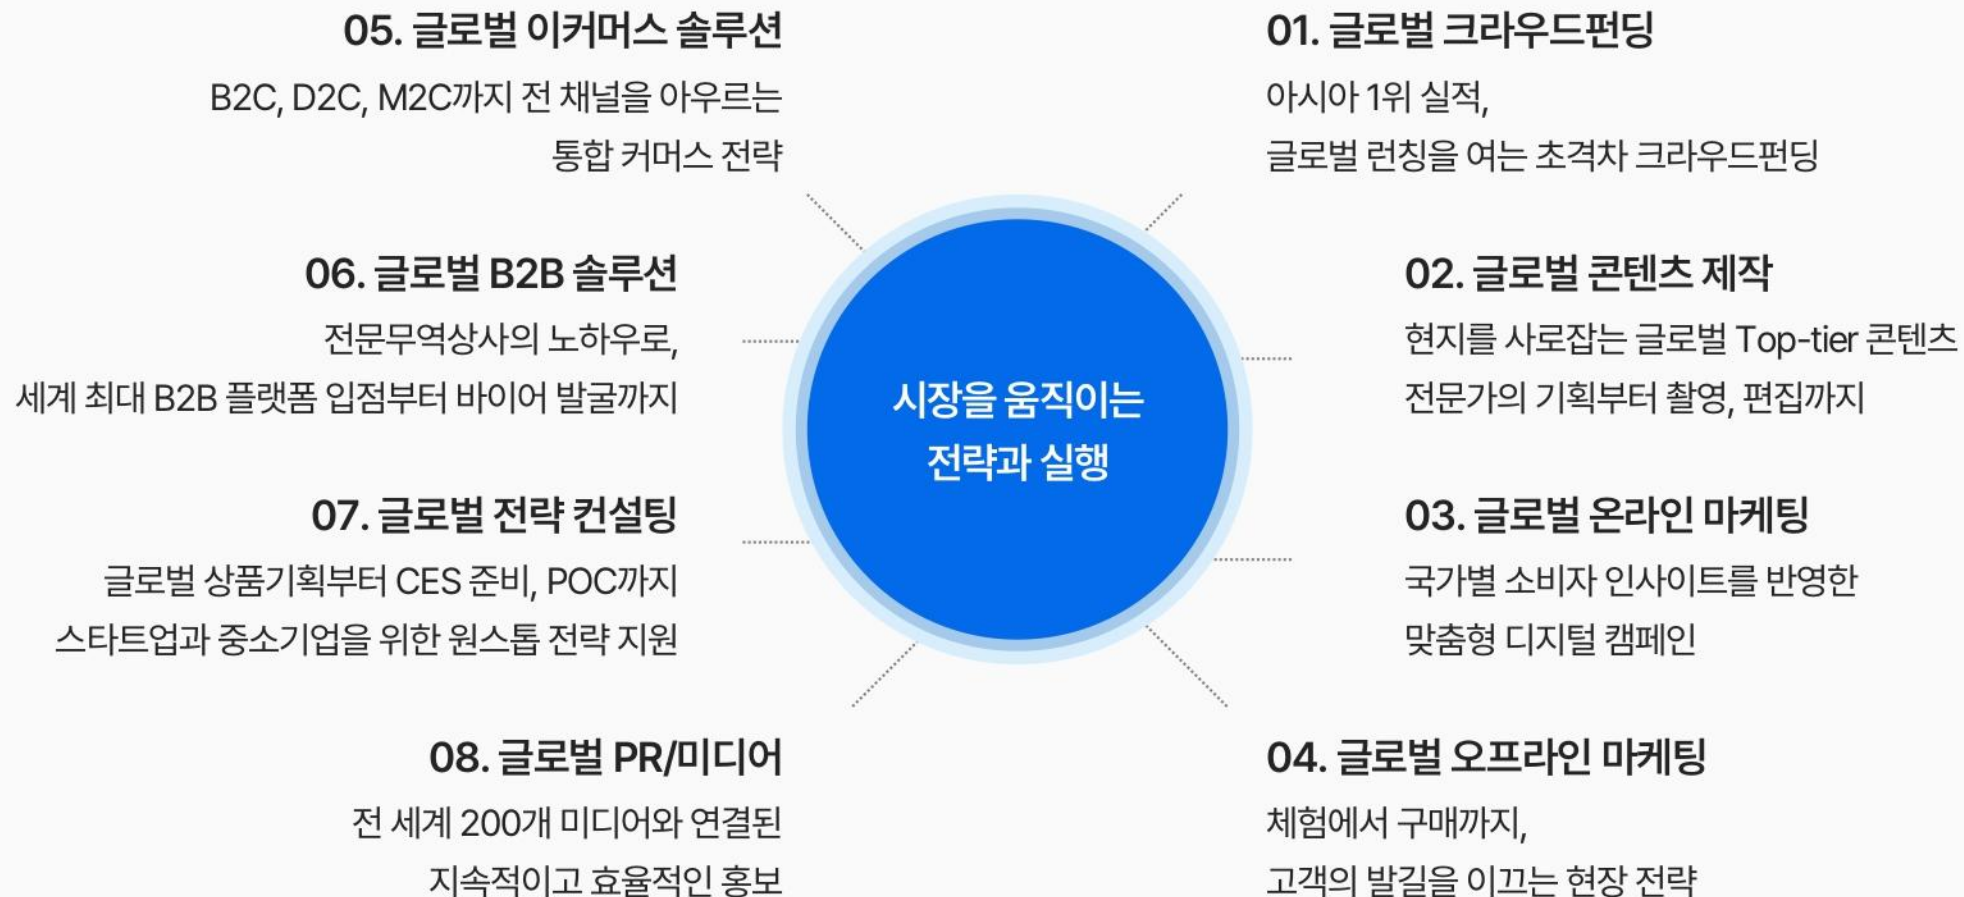 01. 글로벌 크라우드펀딩
아시아 1위 실적,
글로벌 런칭을 여는 초격차 크라우드펀딩
02. 글로벌 콘텐츠 제작
현지를 사로잡는 글로벌 Top-tier 콘텐츠
전문가의 기획부터 촬영, 편집까지
03. 글로벌 온라인 마케팅
국가별 소비자 인사이트를 반영한
맞춤형 디지털 캠페인
04. 글로벌 오프라인 마케팅
체험에서 구매까지,
고객의 발길을 이끄는 현장 전략
05. 글로벌 이커머스 솔루션
B2C, D2C, M2C까지 전 채널을 아우르는
통합 커머스 전략
06. 글로벌 B2B 솔루션
전문무역상사의 노하우로,
세계 최대 B2B 플랫폼 입점부터 바이어 발굴까지
07. 글로벌 전략 컨설팅
글로벌 상품기획부터 CES 준비, POC까지
스타트업과 중소기업을 위한 원스톱 전략 지원
08. 글로벌 PR/미디어
전 세계 200개 미디어와 연결된
지속적이고 효율적인 홍보
시장을 움직이는
전략과 실행